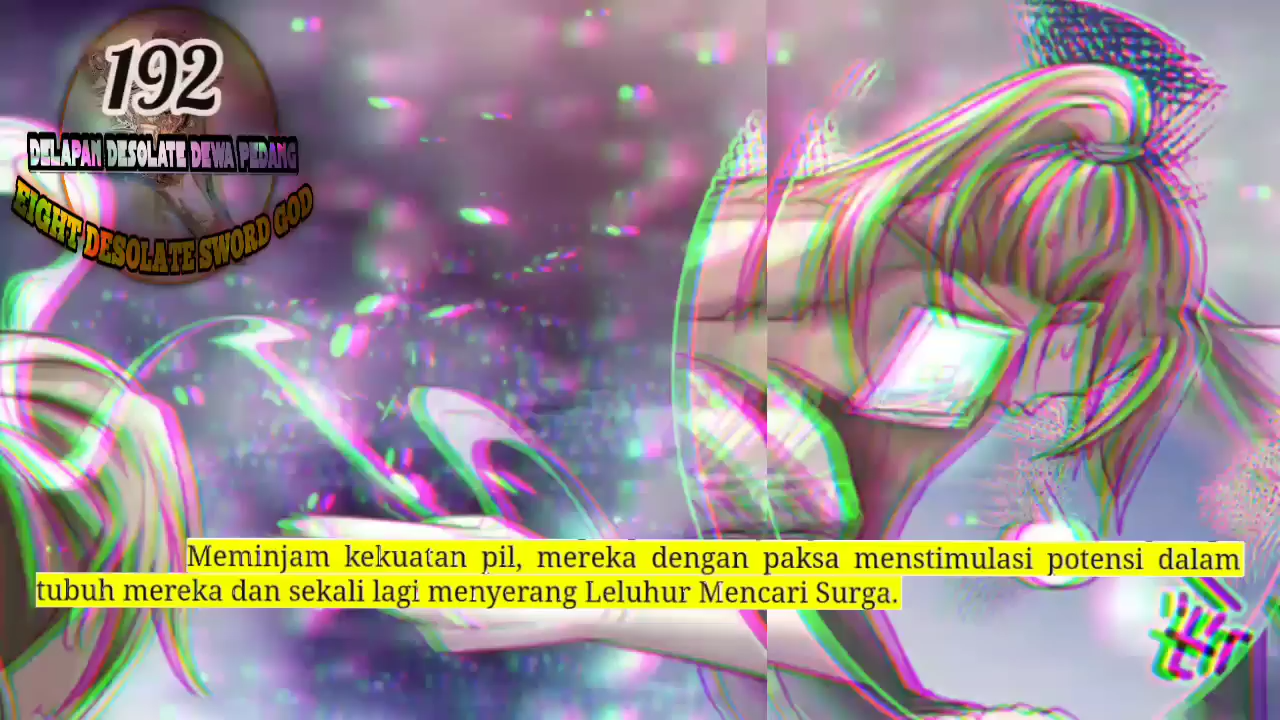 192
DELAPAN DESOLATE DEWA PEDANG
EIGHT DESOLATE SWORD GOD
Meminjam kekuatan pil, mereka dengan paksa menstimulasi potensi dalam
tubuh mereka dan sekali lagi menyerang Leluhur Mencari Surga.